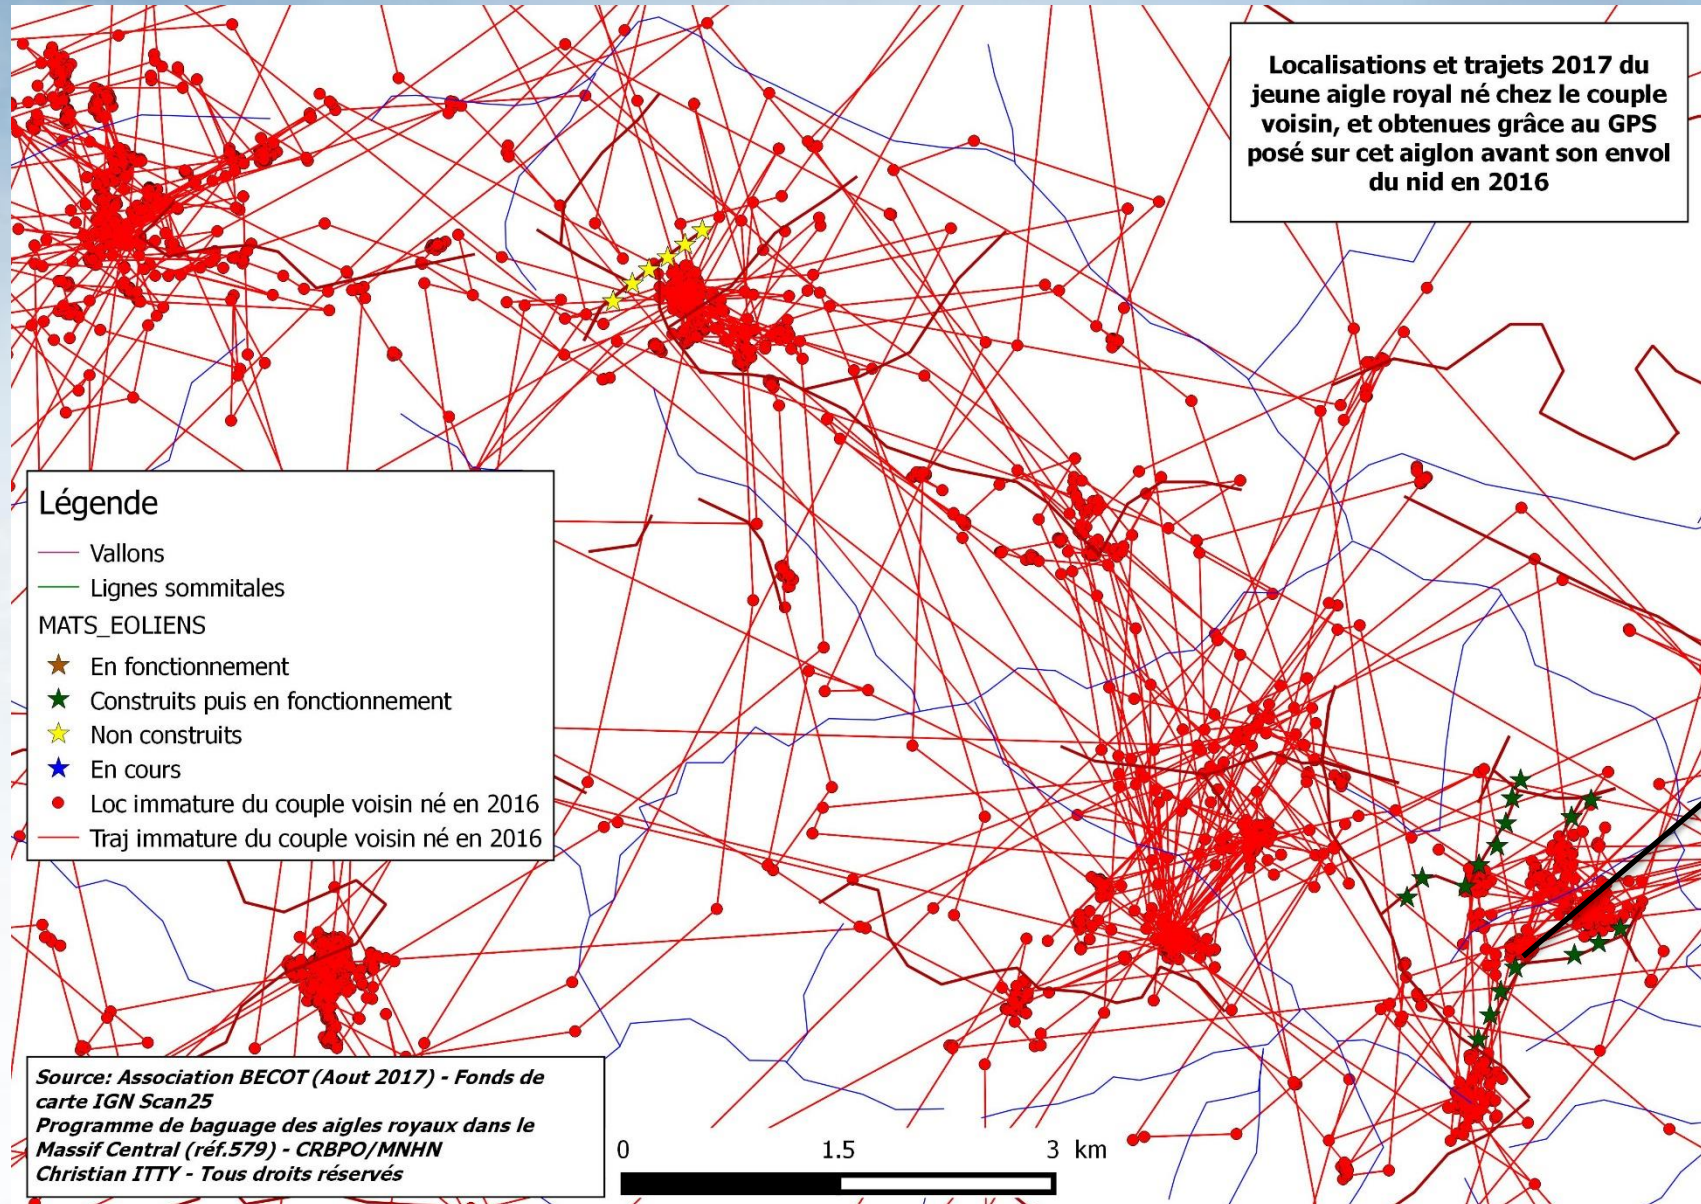 Localisations et trajets 2017 du
jeune aigle royal né chez le couple
voisin, et obtenues grâce au GPS
posé sur cet aiglon avant son envol
du nid en 2016
Légende
Vallons
Lignes sommitales
MATS_EOLIENS
En fonctionnement
Construits puis en fonctionnement
Non construits
En cours
Loc immature du couple voisin né en 2016
Traj immature du couple voisin né en 2016
Source: Association BECOT (Aout 2017) - Fonds de
carte IGN Scan25
Programme de baguage des aigles royaux dans le
Massif Central (réf.579) - CRBPO/MNHN
Christian ITTY - Tous droits réservés
0 1.5 3 km